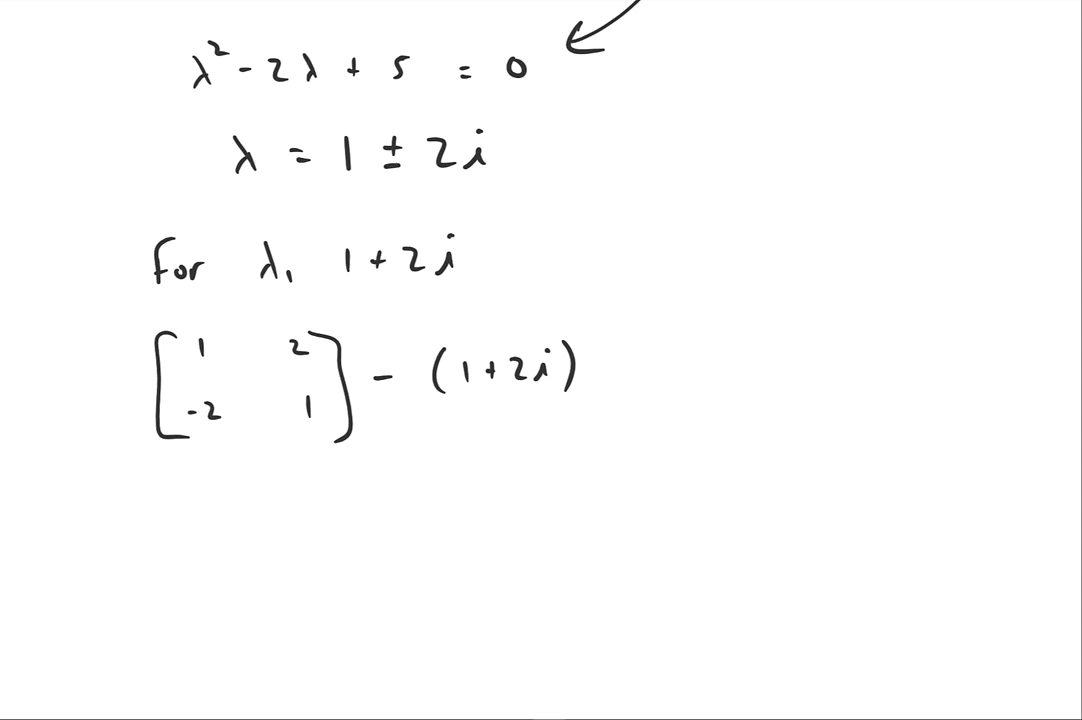 λ² - 2λ + 5 = 0
λ = 1 ± 2i
For λ₁ 1 + 2i
[1 2
-2 1] - (1 + 2i)